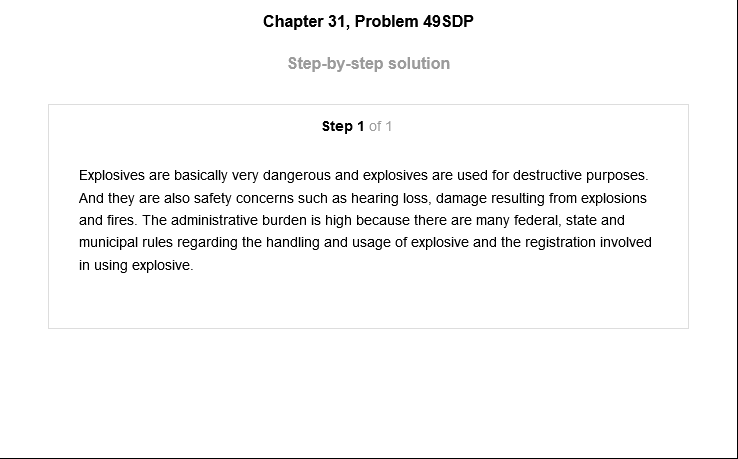 Chapter 31, Problem 49SDP
Step-by-step solution
Step 1 of 1
Explosives are basically very dangerous and explosives are used for destructive purposes.
And they are also safety concerns such as hearing loss, damage resulting from explosions
and fires. The administrative burden is high because there are many federal, state and
municipal rules regarding the handling and usage of explosive and the registration involved
in using explosive.